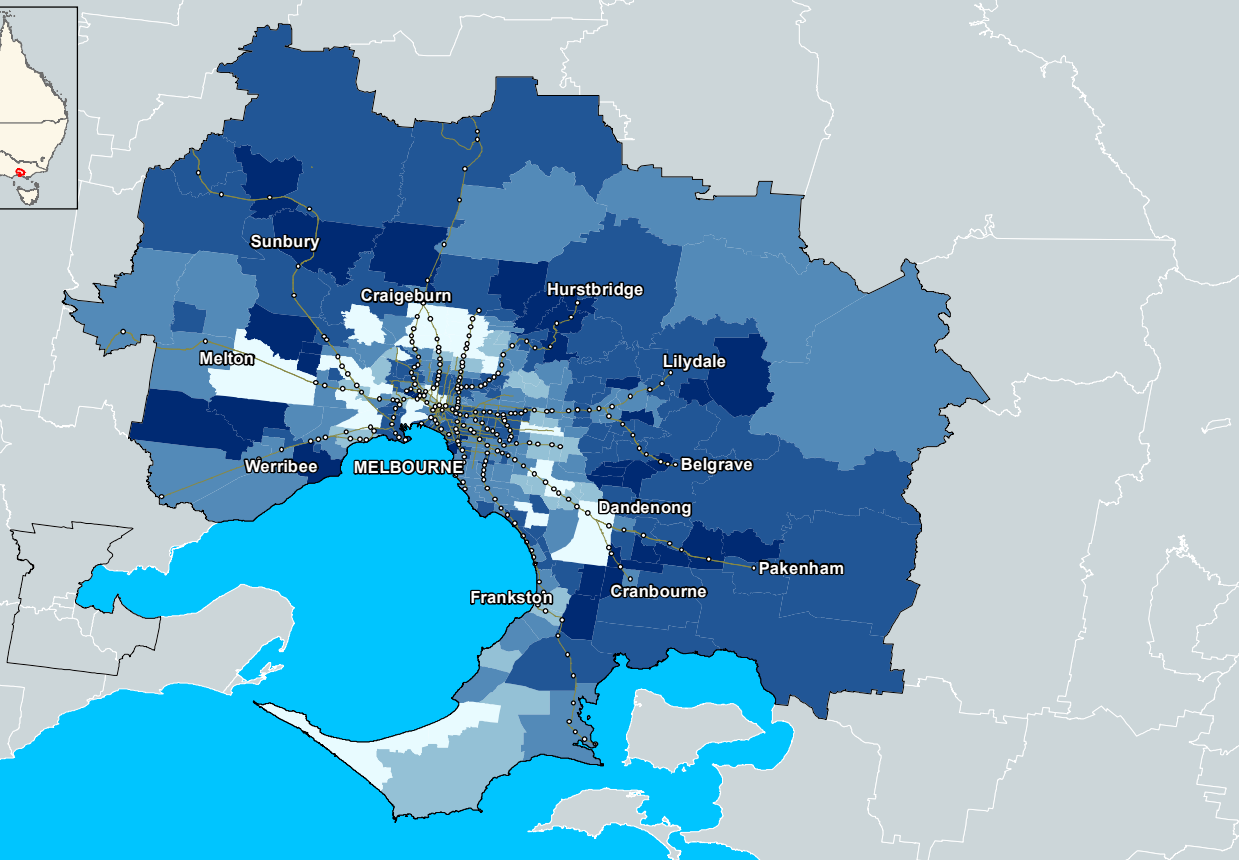 Sunbury
Hurstbridge
Craigeburn
Melton
Lilydale
Werribee
MELBOURNE
Belgrave
Dandenong
Pakenham
Cranbourne
Frankston